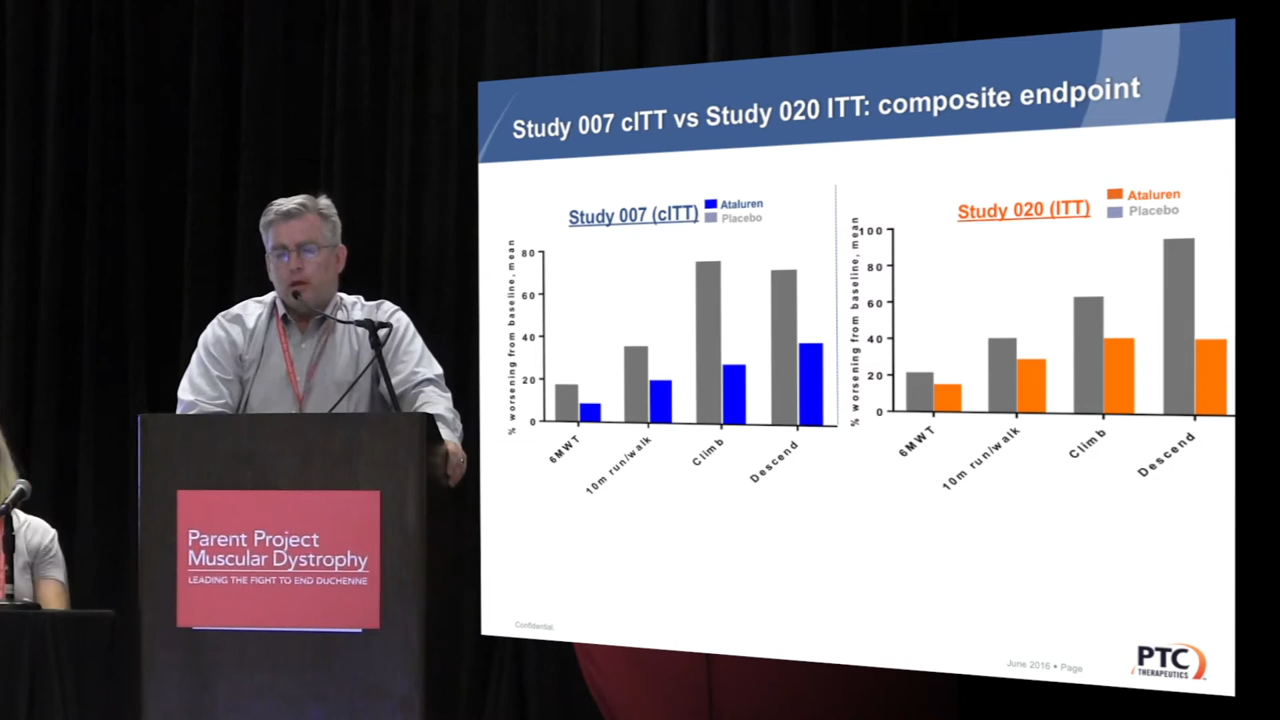 Study 007 cITT vs Study 020 ITT: composite endpoint
Study 007 (cITT)
Ataluren
Placebo
% worsening from baseline, mean
80
60
40
20
0
6MWT
10m run/walk
Climb
Descend
Study 020 (ITT)
Ataluren
Placebo
% worsening from baseline, mean
100
80
60
40
20
0
6MWT
10m run/walk
Climb
Descend
Confidential.
June 2016 • Page
PTC
THERAPEUTICS
Parent Project
Muscular Dystrophy
LEADING THE FIGHT TO END DUCHENNE